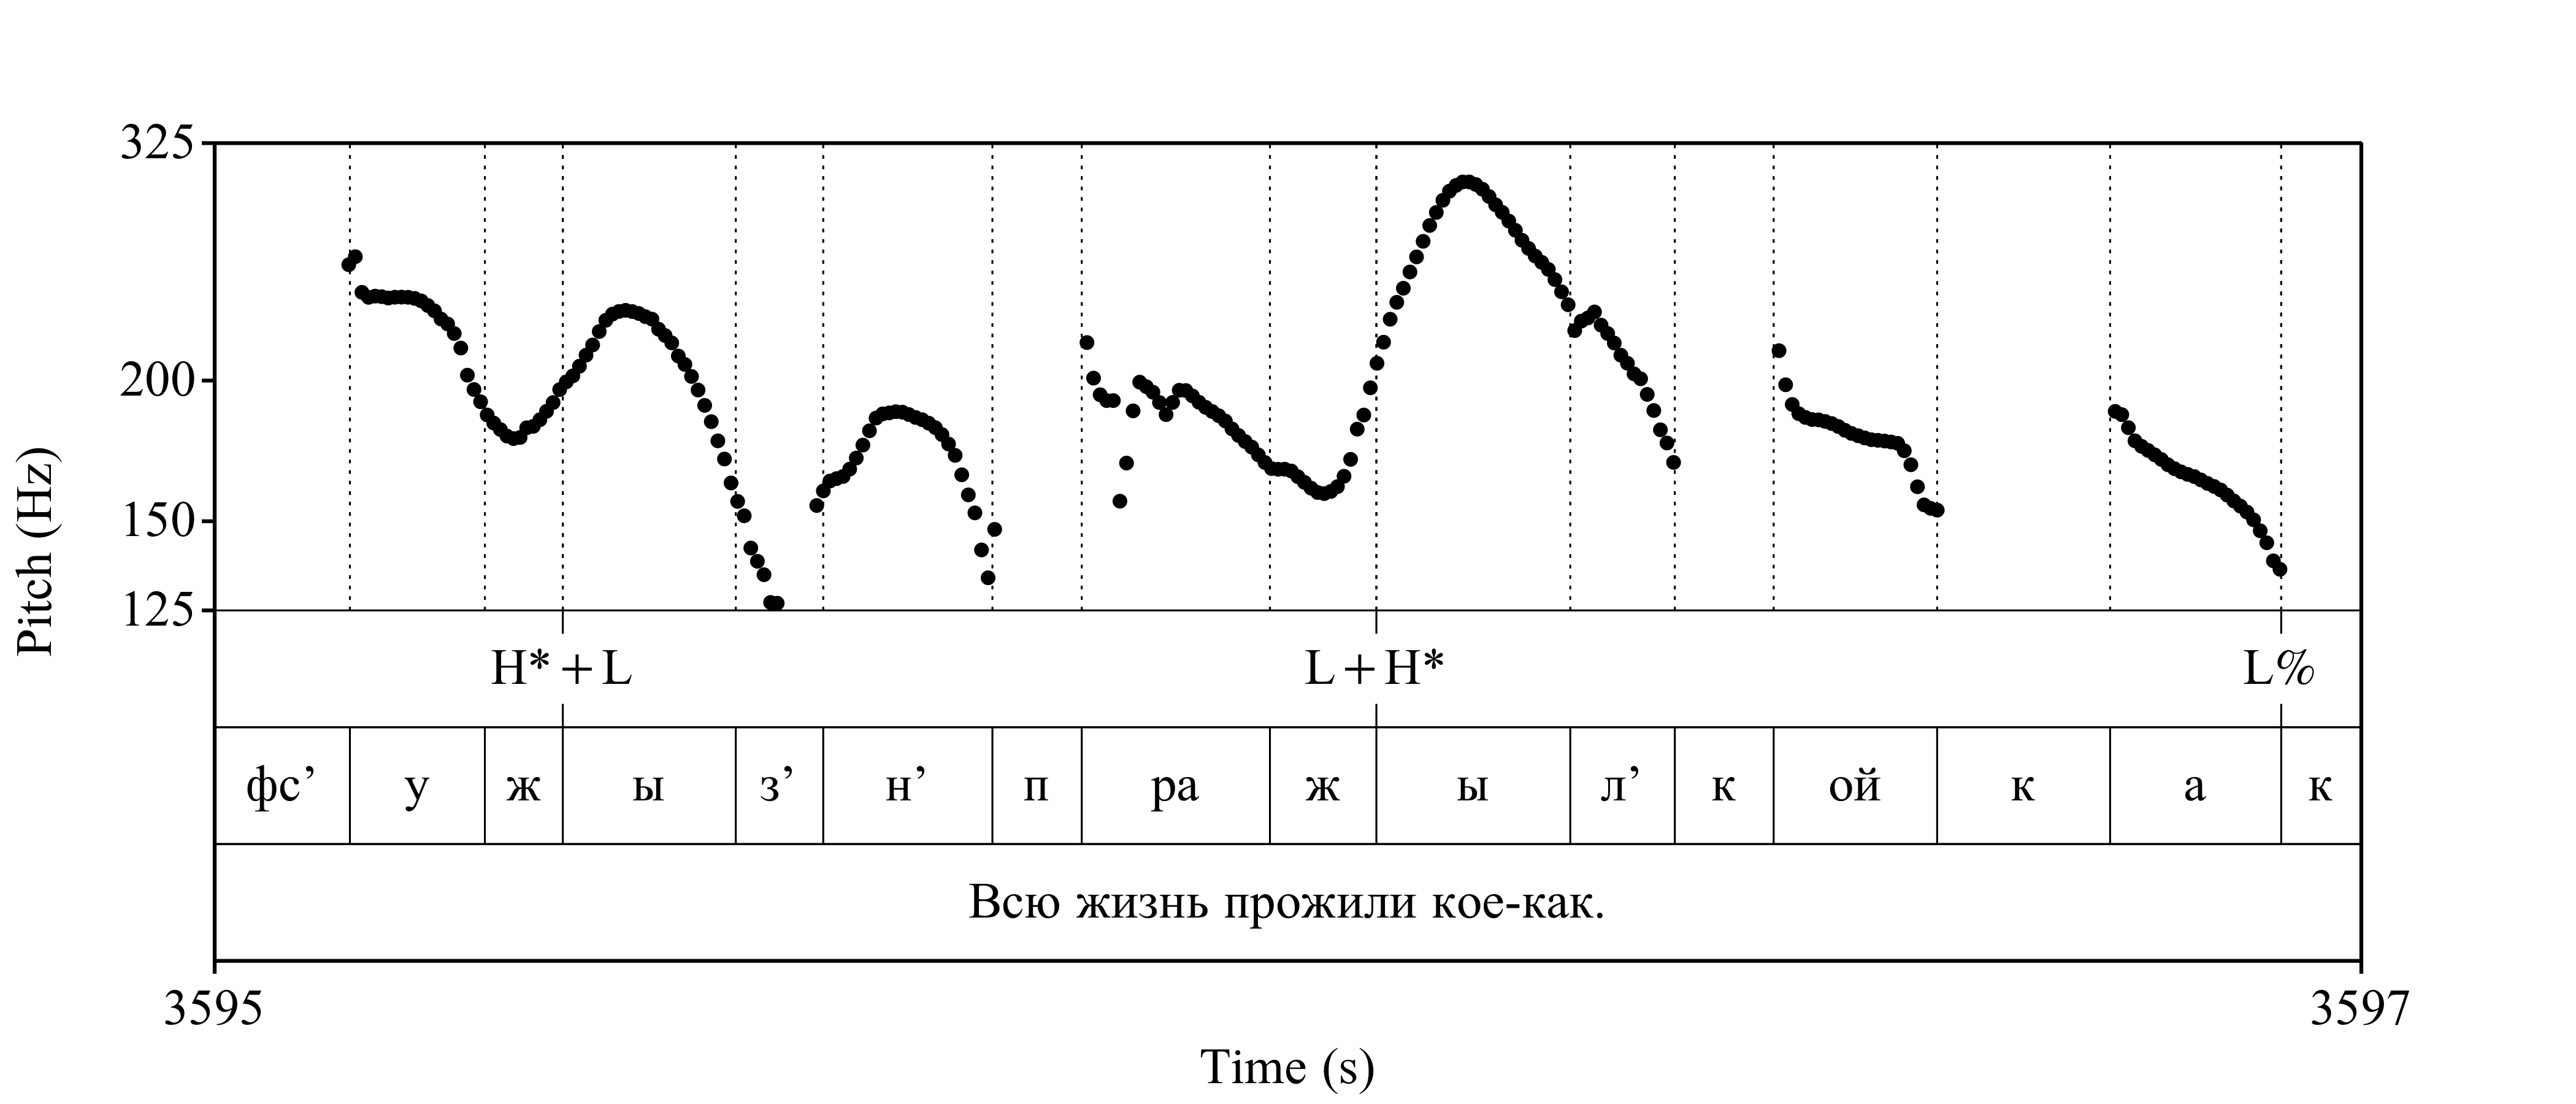 325
200
150
125
Pitch (Hz)
H* + L L + H* L%
фс’ у ж ы з’ н’ п ра ж ы л’ к ой к а к
Всю жизнь прожили кое-как.
3595 3597
Time (s)